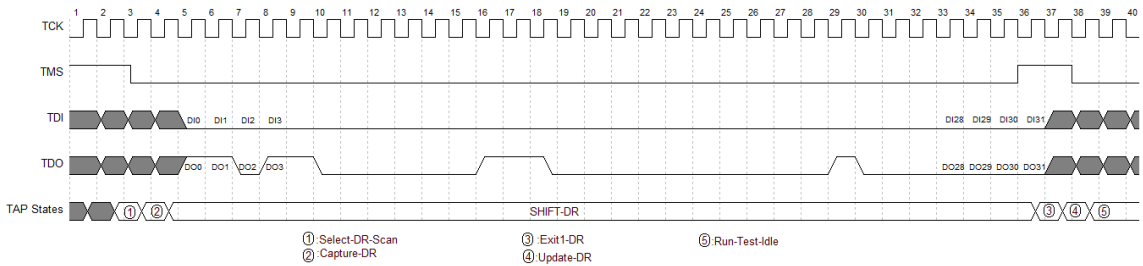 1 2 3 4 5 6 7 8 9 10 11 12 13 14 15 16 17 18 19 20 21 22 23 24 25 26 27 28 29 30 31 32 33 34 35 36 37 38 39 40
TCK
TMS
TDI DI0 DI1 DI2 DI3 DI28 DI29 DI30 DI31
TDO DO0 DO1 DO2 DO3 DO28 DO29 DO30 DO31
TAP States ① ② SHIFT-DR ③ ④ ⑤
①:Select-DR-Scan ③:Exit1-DR ⑤:Run-Test-Idle
②:Capture-DR ④:Update-DR